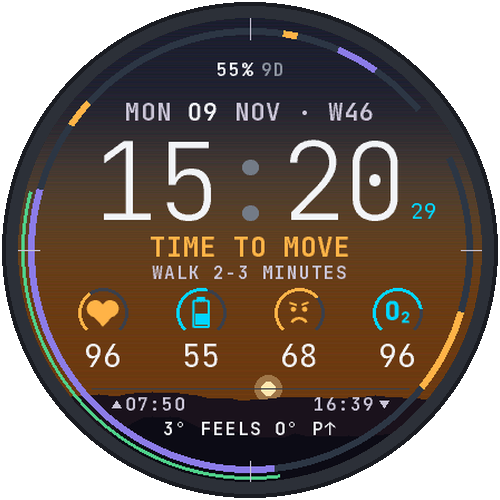 55% 9D
MON 09 NOV · W46
15:20 29
TIME TO MOVE
WALK 2-3 MINUTES
O₂
96 55 68 96
▲07:50 16:39▼
3° FEELS 0° P↑